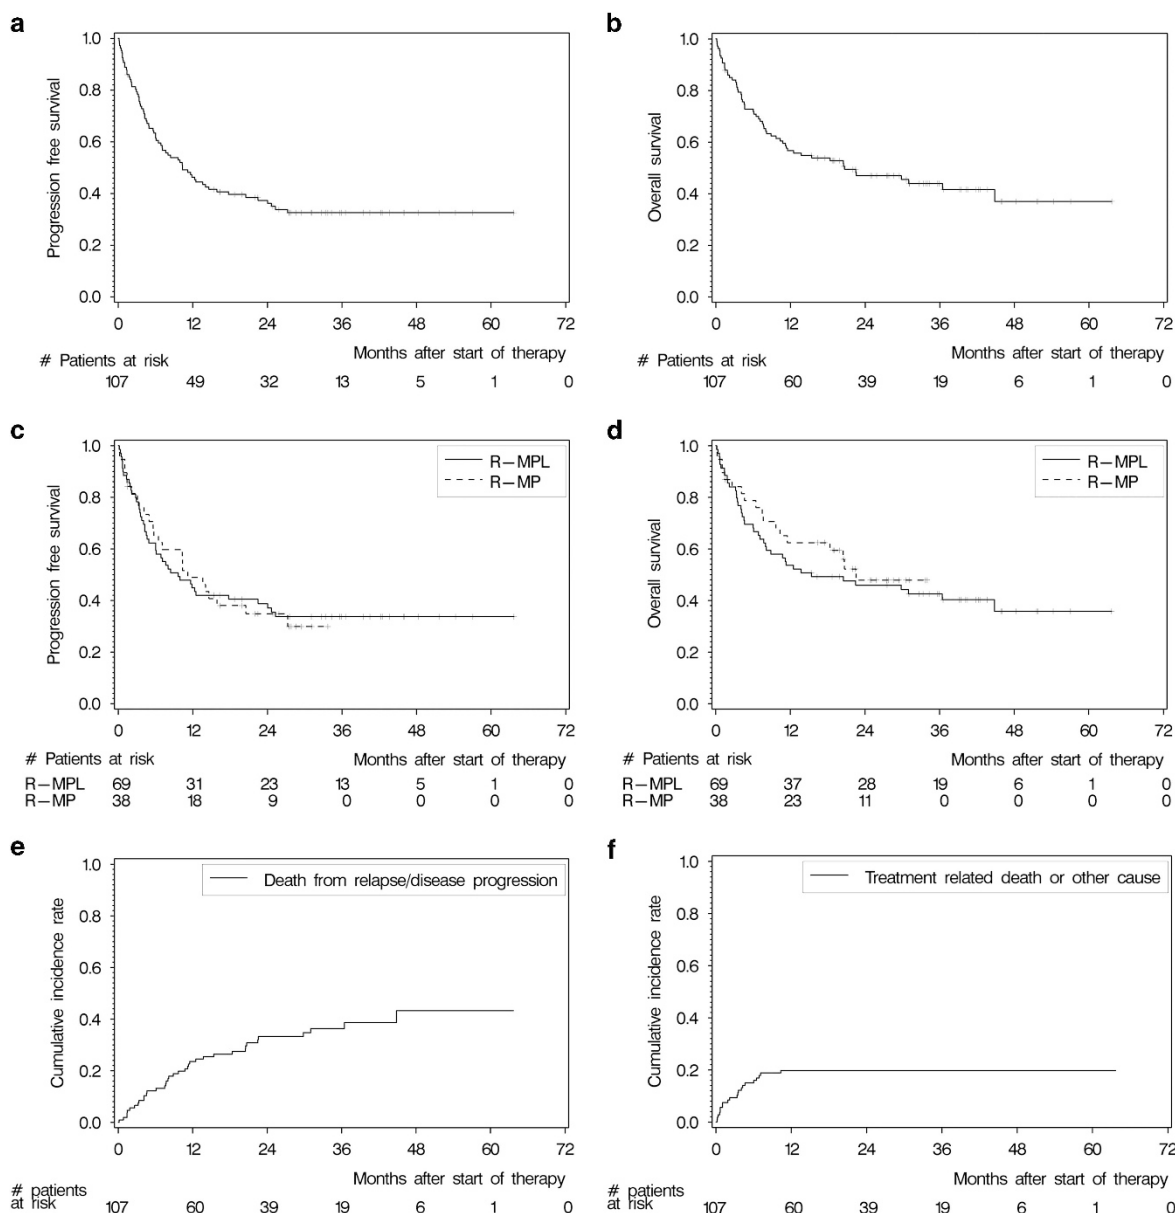 a
Progression free survival
1.0
0.8
0.6
0.4
0.2
0.0
0 12 24 36 48 60 72
Months after start of therapy
# Patients at risk
107 49 32 13 5 1 0
b
Overall survival
1.0
0.8
0.6
0.4
0.2
0.0
0 12 24 36 48 60 72
Months after start of therapy
# Patients at risk
107 60 39 19 6 1 0
c
Progression free survival
1.0
0.8
0.6
0.4
0.2
0.0
R-MPL
R-MP
0 12 24 36 48 60 72
# Patients at risk
Months after start of therapy
R-MPL 69 31 23 13 5 1 0
R-MP 38 18 9 0 0 0 0
d
Overall survival
1.0
0.8
0.6
0.4
0.2
0.0
R-MPL
R-MP
0 12 24 36 48 60 72
# Patients at risk
Months after start of therapy
R-MPL 69 37 28 19 6 1 0
R-MP 38 23 11 0 0 0 0
e
Cumulative incidence rate
1.0
0.8
0.6
0.4
0.2
0.0
Death from relapse/disease progression
0 12 24 36 48 60 72
Months after start of therapy
# patients
at risk 107 60 39 19 6 1 0
f
Cumulative incidence rate
1.0
0.8
0.6
0.4
0.2
0.0
Treatment related death or other cause
0 12 24 36 48 60 72
Months after start of therapy
# patients
at risk 107 60 39 19 6 1 0